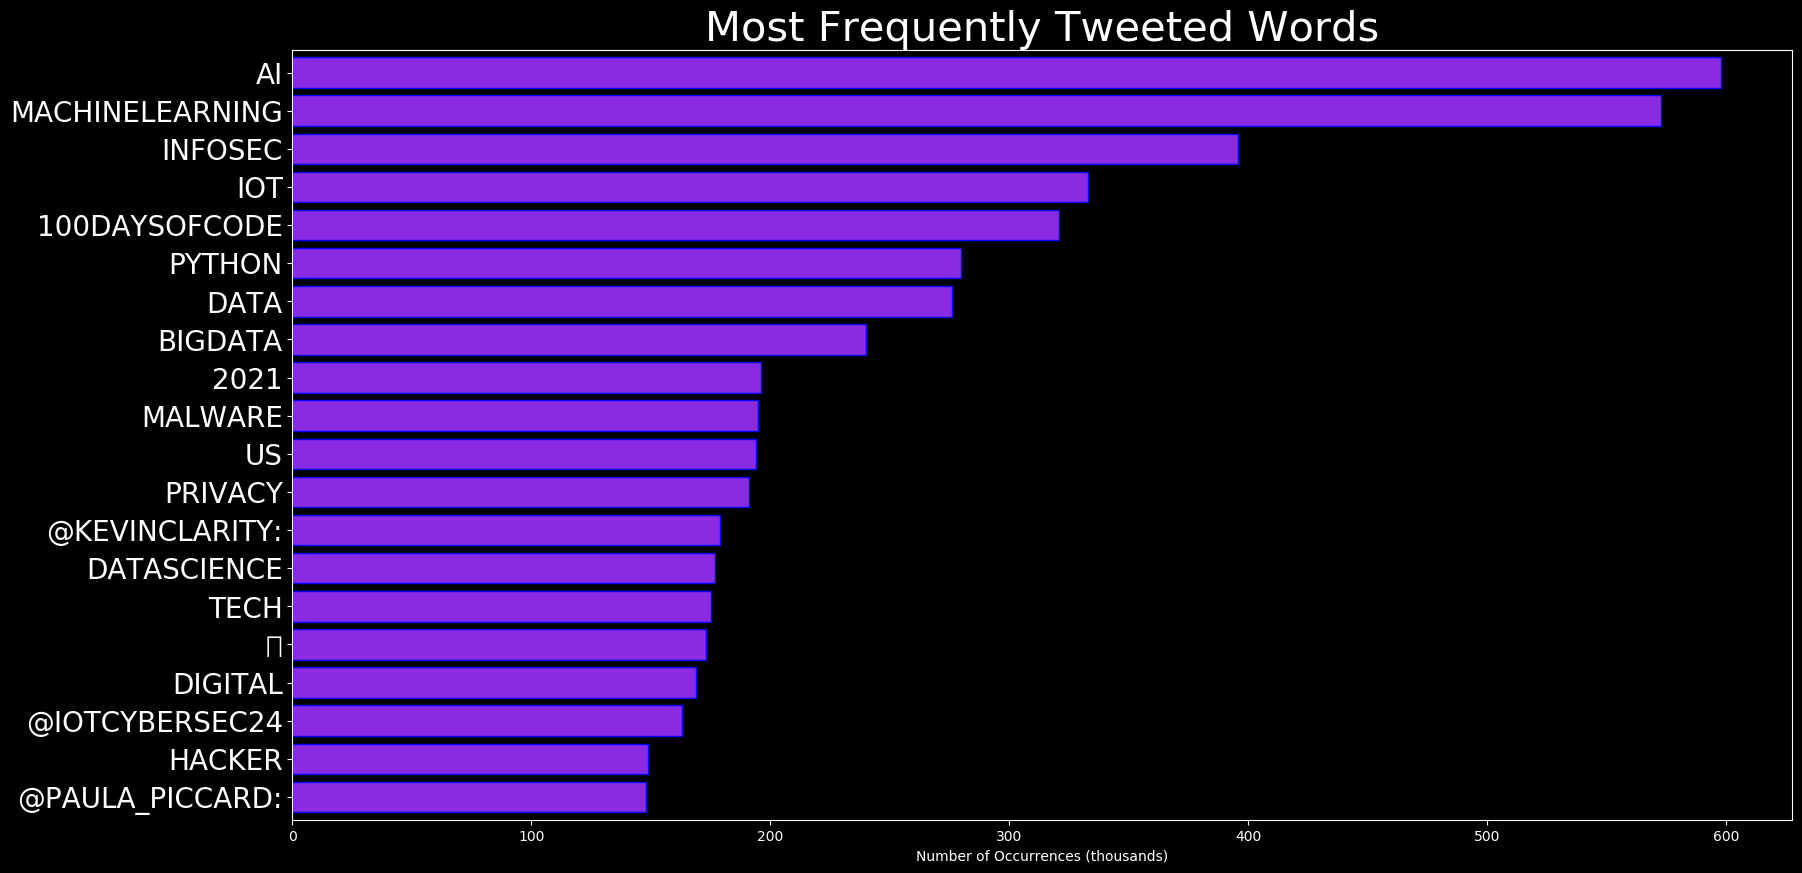 Most Frequently Tweeted Words
AI
MACHINELEARNING
INFOSEC
IOT
100DAYSOFCODE
PYTHON
DATA
BIGDATA
2021
MALWARE
US
PRIVACY
@KEVINCLARITY:
DATASCIENCE
TECH
DIGITAL
@IOTCYBERSEC24
HACKER
@PAULA_PICCARD:
0 100 200 300 400 500 600
Number of Occurrences (thousands)